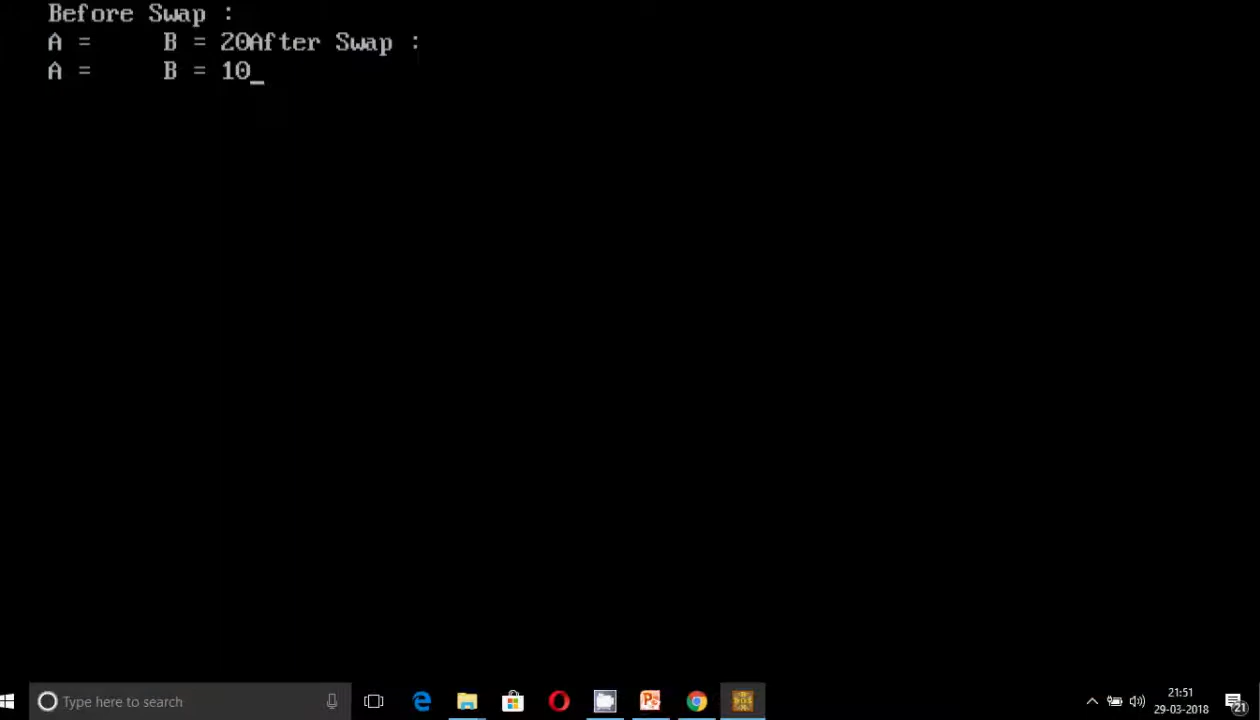 Before Swap :
A =     B = 20After Swap :
A =     B = 10_
Type here to search
21:51
29-03-2018
21